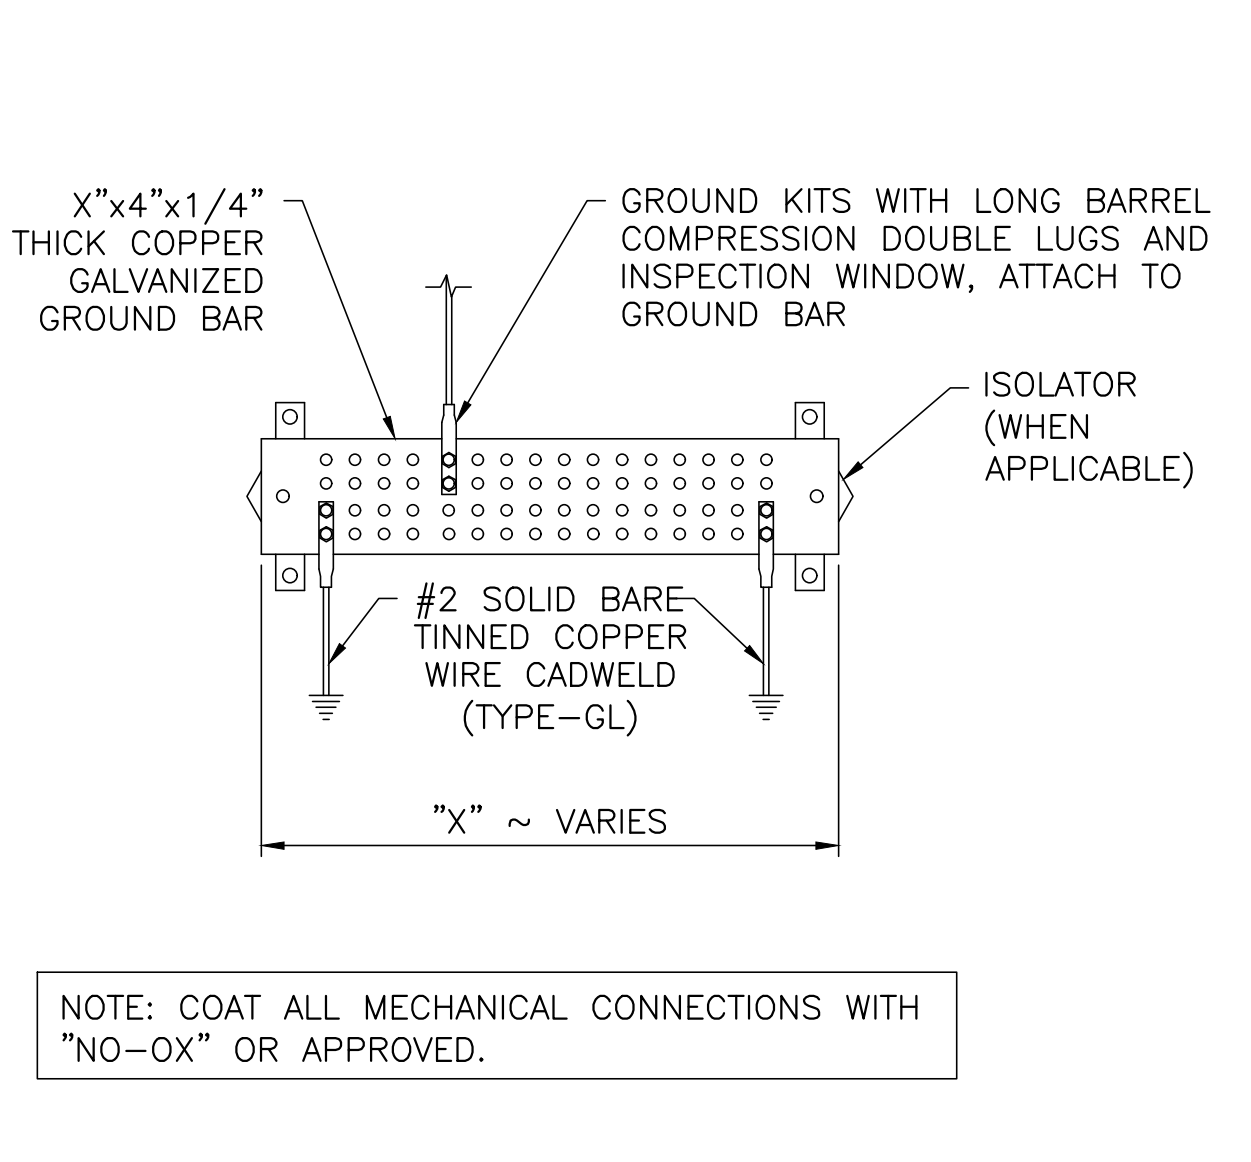 X”x4”x1/4”
THICK COPPER
GALVANIZED
GROUND BAR
GROUND KITS WITH LONG BARREL
COMPRESSION DOUBLE LUGS AND
INSPECTION WINDOW, ATTACH TO
GROUND BAR
ISOLATOR
(WHEN
APPLICABLE)
#2 SOLID BARE
TINNED COPPER
WIRE CADWELD
(TYPE-GL)
”X” ~ VARIES
NOTE: COAT ALL MECHANICAL CONNECTIONS WITH
”NO-OX” OR APPROVED.